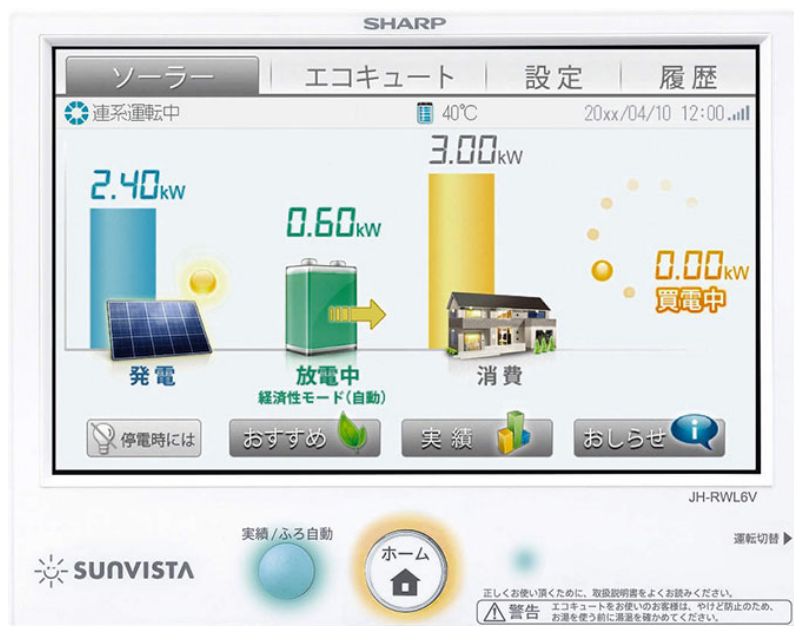 SHARP
ソーラー エコキュート 設定 履歴
連系運転中 40℃ 20xx/04/10 12:00
3.00kW
2.40kW
0.60kW
0.00kW
買電中
発電 放電中 消費
経済性モード(自動)
停電時には おすすめ 実績 おしらせ
JH-RWL6V
実績/ふろ自動
ホーム
運転切替
SUNVISTA
正しくお使い頂くために、取扱説明書をよくお読みください。
警告 エコキュートをお使いのお客様は、やけど防止のため、
お湯を使う前に湯温を確かめてください。